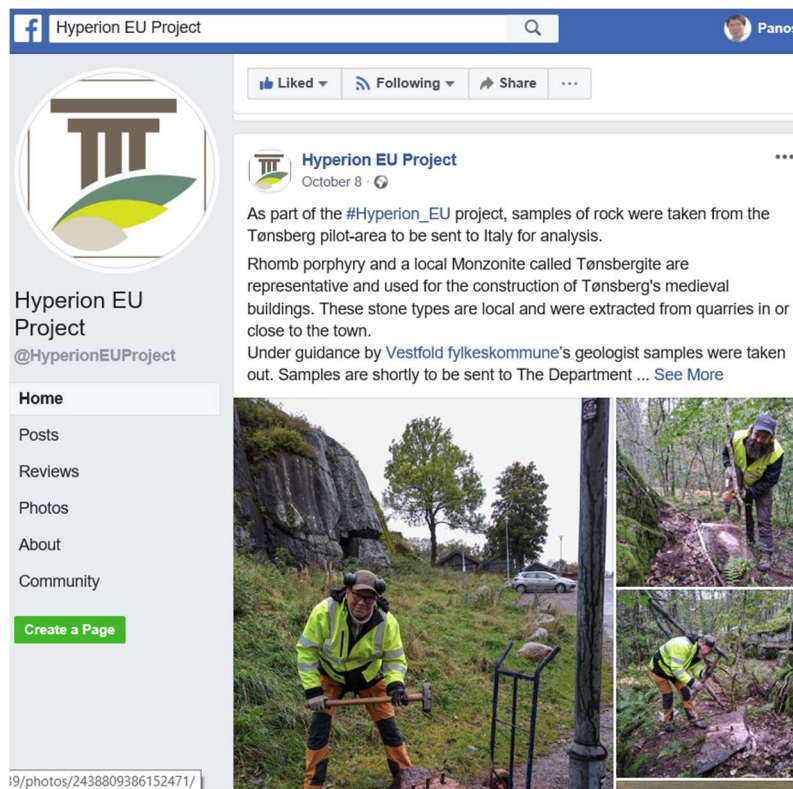 Hyperion EU Project
Panos
Liked
Following
Share
...
Hyperion EU Project
October 8 ·
As part of the #Hyperion_EU project, samples of rock were taken from the
Tønsberg pilot-area to be sent to Italy for analysis.
Rhomb porphyry and a local Monzonite called Tønsbergite are
representative and used for the construction of Tønsberg's medieval
buildings. These stone types are local and were extracted from quarries in or
close to the town.
Under guidance by Vestfold fylkeskommune's geologist samples were taken
out. Samples are shortly to be sent to The Department ... See More
Hyperion EU
Project
@HyperionEUProject
Home
Posts
Reviews
Photos
About
Community
Create a Page
39/photos/2438809386152471/